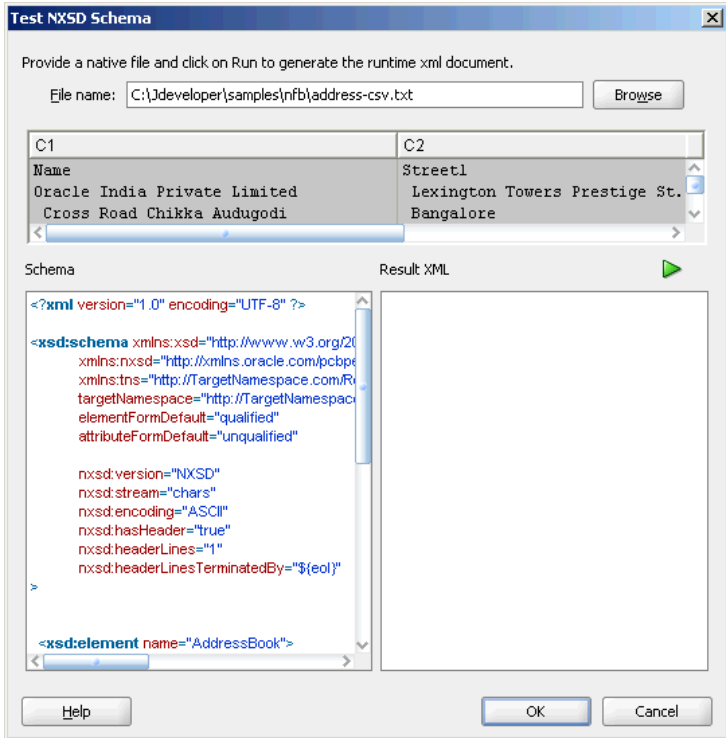 Test NXSD Schema
Provide a native file and click on Run to generate the runtime xml document.
File name: C:\Jdeveloper\samples\nfb\address-csv.txt Browse
C1 C2
Name Street1
Oracle India Private Limited Lexington Towers Prestige St.
Cross Road Chikka Audugodi Bangalore
Schema Result XML
<?xml version="1.0" encoding="UTF-8" ?>
<xsd:schema xmlns:xsd="http://www.w3.org/20
xmlns:nxsd="http://xmlns.oracle.com/pcbpe
xmlns:tns="http://TargetNamespace.com/R
targetNamespace="http://TargetNamespac
elementFormDefault="qualified"
attributeFormDefault="unqualified"
nxsd:version="NXSD"
nxsd:stream="chars"
nxsd:encoding="ASCII"
nxsd:hasHeader="true"
nxsd:headerLines="1"
nxsd:headerLinesTerminatedBy="${eol}"
>
<xsd:element name="AddressBook">
Help OK Cancel